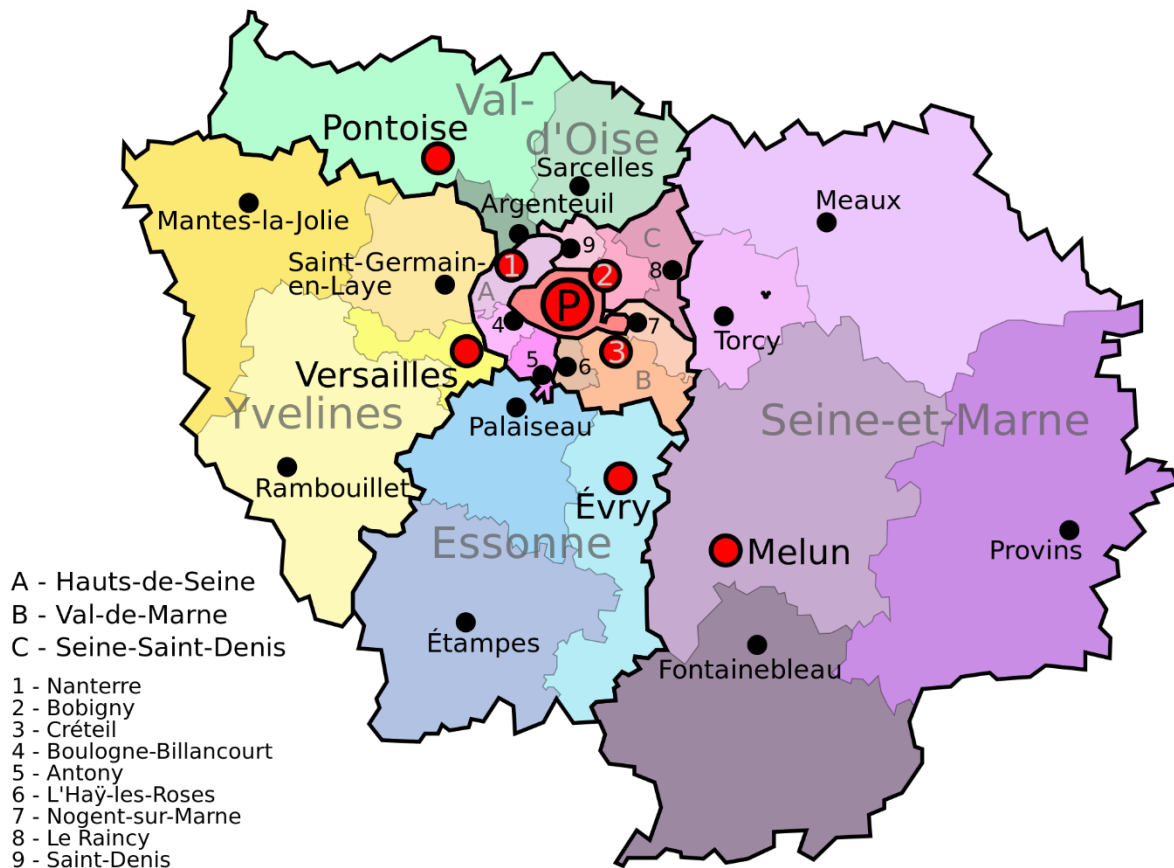 Val-
d'Oise
Pontoise
Sarcelles
Argenteuil
Mantes-la-Jolie
Meaux
9
C
Saint-Germain-
en-Laye
1
2
8
A
P
4
7
Torcy
Versailles
3
5
6
B
Yvelines
Seine-et-Marne
Palaiseau
Rambouillet
Évry
Essonne
Melun
Provins
Étampes
Fontainebleau
A - Hauts-de-Seine
B - Val-de-Marne
C - Seine-Saint-Denis
1 - Nanterre
2 - Bobigny
3 - Créteil
4 - Boulogne-Billancourt
5 - Antony
6 - L'Haÿ-les-Roses
7 - Nogent-sur-Marne
8 - Le Raincy
9 - Saint-Denis